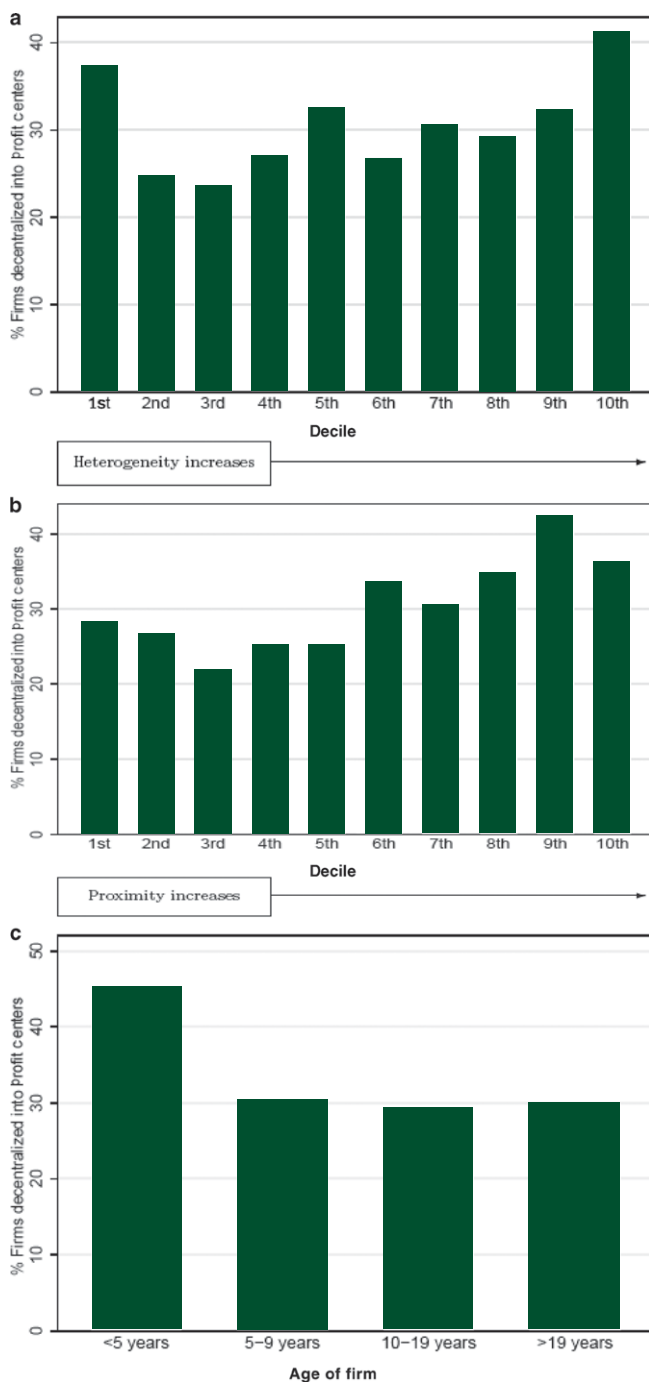 a
% Firms decentralized into Profit centers
40
30
20
10
0
1st 2nd 3rd 4th 5th 6th 7th 8th 9th 10th
Decile
Heterogeneity increases
b
% Firms decentralized into Profit centers
40
30
20
10
0
1st 2nd 3rd 4th 5th 6th 7th 8th 9th 10th
Decile
Proximity increases
c
% Firms decentralized into Profit centers
50
40
30
20
10
0
<5 years 5–9 years 10–19 years >19 years
Age of firm